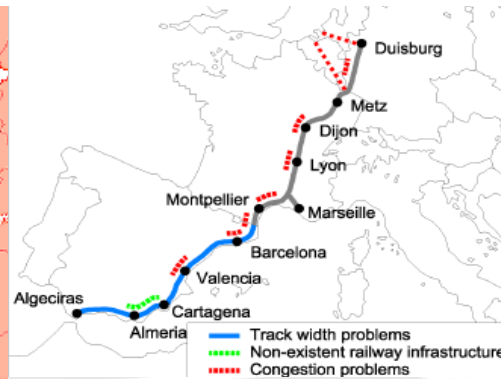 Duisburg
Metz
Dijon
Lyon
Montpellier
Marseille
Barcelona
Valencia
Algeciras
Cartagena
Almeria
Track width problems
Non-existent railway infrastructure
Congestion problems